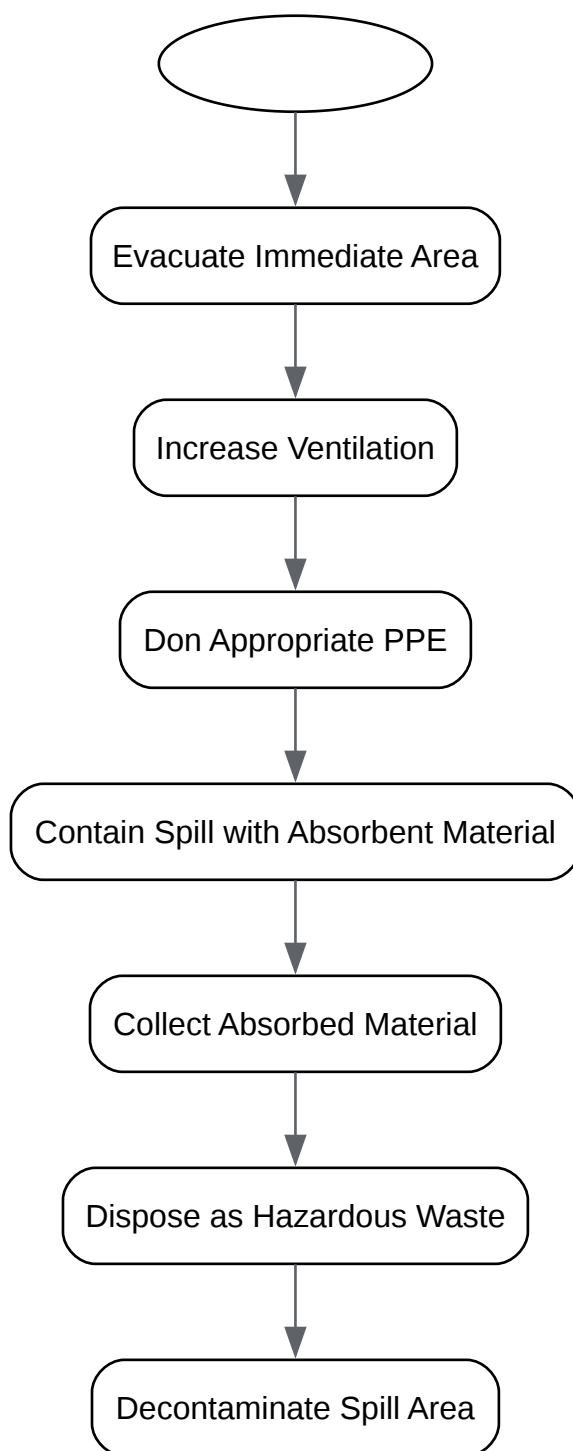 Evacuate Immediate Area
Increase Ventilation
Don Appropriate PPE
Contain Spill with Absorbent Material
Collect Absorbed Material
Dispose as Hazardous Waste
Decontaminate Spill Area